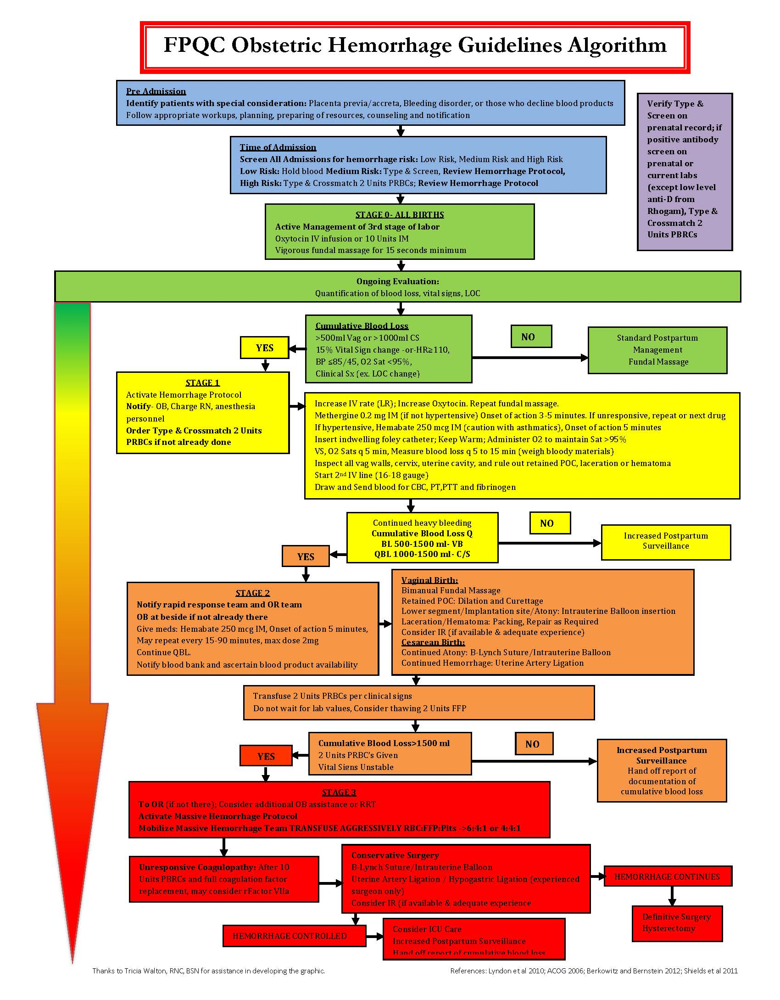 FPQC Obstetric Hemorrhage Guidelines Algorithm
Pre Admission
Identify patients with special consideration: Placenta previa/accreta, Bleeding disorder, or those who decline blood products
Follow appropriate workups, planning, preparing of resources, counseling and notification
Verify Type &
Screen on
prenatal record; if
positive antibody
screen on
prenatal or
current labs
(except low level
anti-D from
Rhogam), Type &
Crossmatch 2
Units PBRCs
Time of Admission
Screen All Admissions for hemorrhage risk: Low Risk, Medium Risk and High Risk
Low Risk: Hold blood Medium Risk: Type & Screen, Review Hemorrhage Protocol,
High Risk: Type & Crossmatch 2 Units PRBCs; Review Hemorrhage Protocol
STAGE 0- ALL BIRTHS
Active Management of 3rd stage of labor
Oxytocin IV infusion or 10 Units IM
Vigorous fundal massage for 15 seconds minimum
Ongoing Evaluation:
Quantification of blood loss, vital signs, LOC
Cumulative Blood Loss
>500ml Vag or >1000ml CS
15% Vital Sign change -or-HR≥110,
BP ≤85/45, O2 Sat <95%,
Clinical Sx (ex. LOC change)
NO
Standard Postpartum
Management
Fundal Massage
YES
STAGE 1
Activate Hemorrhage Protocol
Notify- OB, Charge RN, anesthesia
personnel
Order Type & Crossmatch 2 Units
PRBCs if not already done
Increase IV rate (LR); Increase Oxytocin. Repeat fundal massage.
Methergine 0.2 mg IM (if not hypertensive) Onset of action 3-5 minutes. If unresponsive, repeat or next drug
If hypertensive, Hemabate 250 mcg IM (caution with asthmatics), Onset of action 5 minutes
Insert indwelling foley catheter; Keep Warm; Administer O2 to maintain Sat >95%
VS, O2 Sats q 5 min, Measure blood loss q 5 to 15 min (weigh bloody materials)
Inspect all vag walls, cervix, uterine cavity, and rule out retained POC, laceration or hematoma
Start 2nd IV line (16-18 gauge)
Draw and Send blood for CBC, PT,PTT and fibrinogen
Continued heavy bleeding
Cumulative Blood Loss Q
BL 500-1500 ml- VB
QBL 1000-1500 ml- C/S
NO
Increased Postpartum
Surveillance
YES
STAGE 2
Notify rapid response team and OR team
OB at beside if not already there
Give meds: Hemabate 250 mcg IM, Onset of action 5 minutes,
May repeat every 15-90 minutes, max dose 2mg
Continue QBL.
Notify blood bank and ascertain blood product availability
Vaginal Birth:
Bimanual Fundal Massage
Retained POC: Dilation and Curettage
Lower segment/Implantation site/Atony: Intrauterine Balloon insertion
Laceration/Hematoma: Packing, Repair as Required
Consider IR (if available & adequate experience)
Cesarean Birth:
Continued Atony: B-Lynch Suture/Intrauterine Balloon
Continued Hemorrhage: Uterine Artery Ligation
Transfuse 2 Units PRBCs per clinical signs
Do not wait for lab values, Consider thawing 2 Units FFP
Cumulative Blood Loss>1500 ml
2 Units PRBC's Given
Vital Signs Unstable
NO
Increased Postpartum
Surveillance
Hand off report of
documentation of
cumulative blood loss
YES
STAGE 3
To OR (if not there); Consider additional OB assistance or RRT
Activate Massive Hemorrhage Protocol
Mobilize Massive Hemorrhage Team TRANSFUSE AGGRESSIVELY RBC:FFP:Plts ->6:4:1 or 4:4:1
Unresponsive Coagulopathy: After 10
Units PBRCs and full coagulation factor
replacement, may consider rFactor VIIa
Conservative Surgery
B-Lynch Suture/Intrauterine Balloon
Uterine Artery Ligation / Hypogastric Ligation (experienced
surgeon only)
Consider IR (if available & adequate experience
HEMORRHAGE CONTINUES
Definitive Surgery
Hysterectomy
HEMORRHAGE CONTROLLED
Consider ICU Care
Increased Postpartum Surveillance
Hand off report of cumulative blood loss
Thanks to Tricia Walton, RNC, BSN for assistance in developing the graphic.
References: Lyndon et al 2010; ACOG 2006; Berkowitz and Bernstein 2012; Shields et al 2011